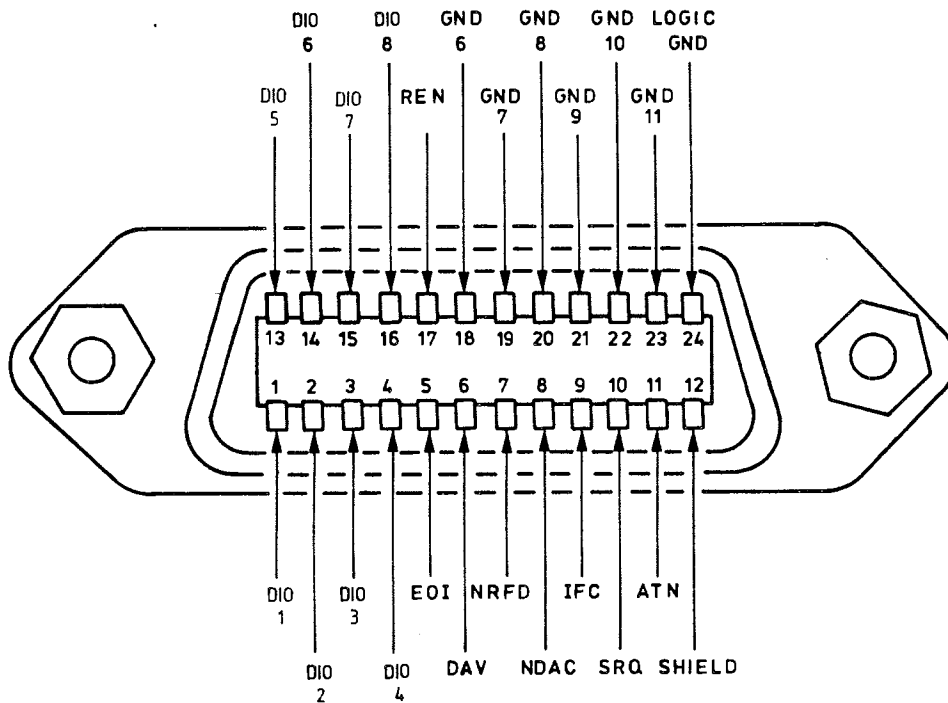 DIO DIO GND GND GND LOGIC
6 8 6 8 10 GND
DIO DIO REN GND GND GND
5 7 7 9 11
13 14 15 16 17 18 19 20 21 22 23 24
1 2 3 4 5 6 7 8 9 10 11 12
DIO DIO EOI NRFD IFC ATN
1 3
DIO DIO DAV NDAC SRQ SHIELD
2 4